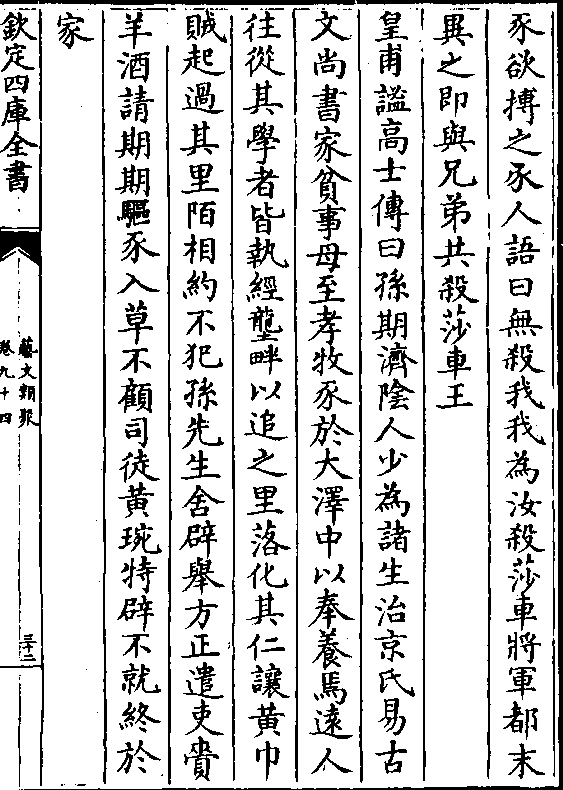 豕欲搏之豕人語曰無殺我我為汝殺莎車將軍都末
異之即與兄弟共殺莎車王
皇甫謐高士傳曰孫期濟陰人少為諸生治京氏易古
文尚書家貧事母至孝牧豕於大澤中以奉養焉遠人
往從其學者皆執經壟畔以追之里落化其仁讓黃巾
賊起過其里陌相約不犯孫先生舍辟舉方正遣吏賫
羊酒請期期驅豕入草不顧司徒黃琬特辟不就終於
家
欽定四庫全書
藝文類聚
卷九十四
三十二